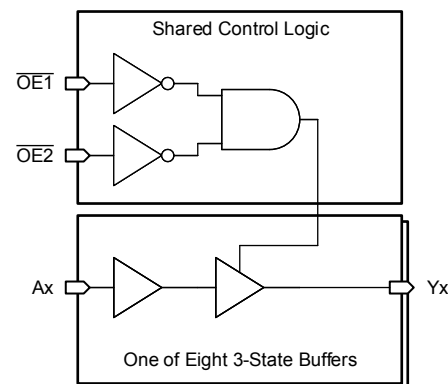 Shared Control Logic
OE1
OE2
Ax
Yx
One of Eight 3-State Buffers